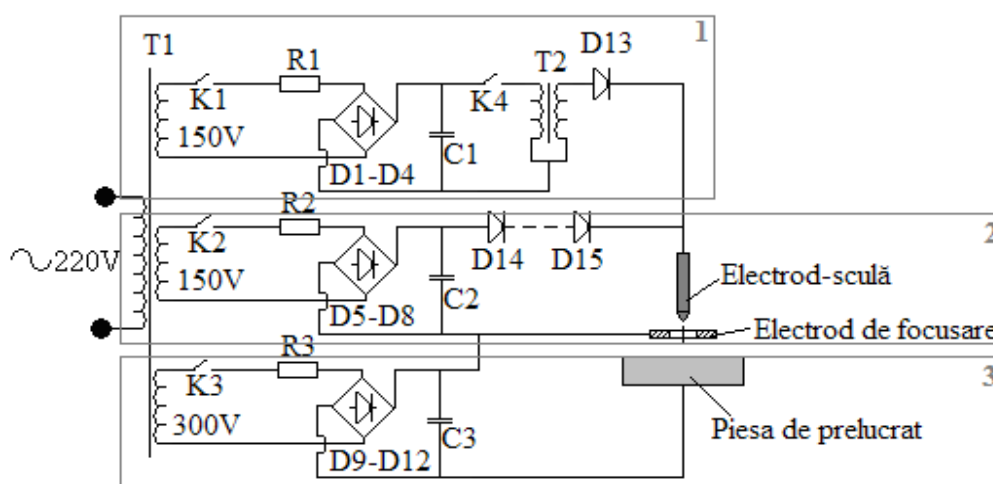 1
T1
R1
D13
T2
K1
150V
K4
C1
D1-D4
R2
2
220V
K2
150V
D14
D15
C2
D5-D8
Electrod-sculă
Electrod de focusare
R3
3
K3
300V
C3
D9-D12
Piesa de prelucrat